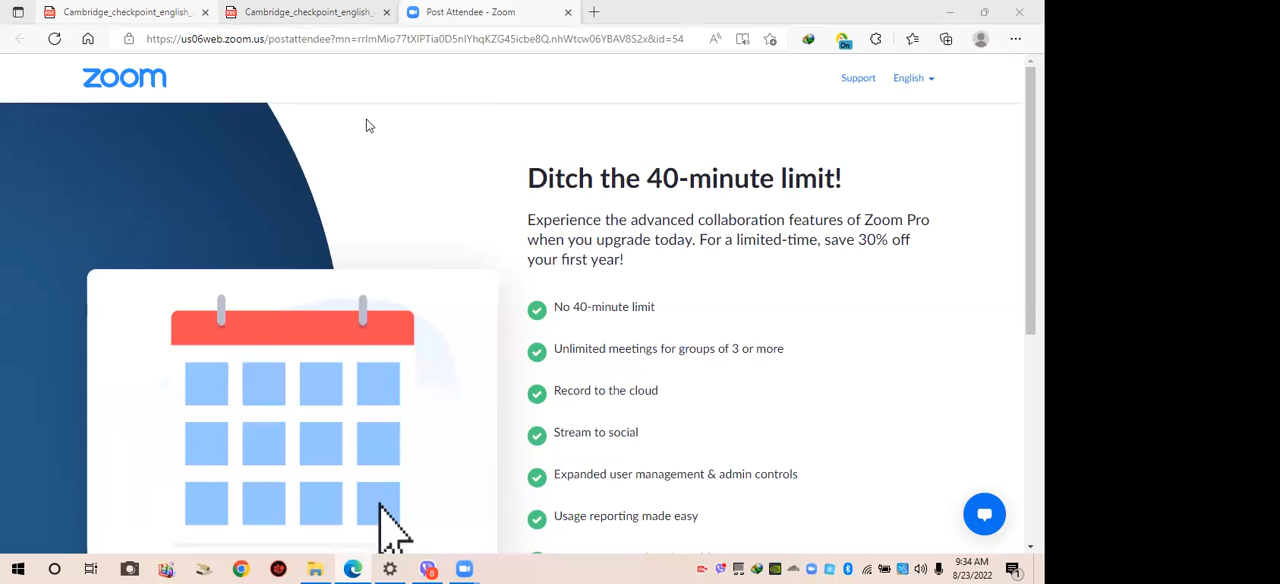 Cambridge_checkpoint_english_
Cambridge_checkpoint_english_
Post Attendee - Zoom
https://us06web.zoom.us/postattendee?mn=rrImMio77tXIPTia0D5nlYhqKZG45icbe8Q.nhWtcw06YBAV8S2x&id=54
zoom
Support
English
Ditch the 40-minute limit!
Experience the advanced collaboration features of Zoom Pro
when you upgrade today. For a limited-time, save 30% off
your first year!
No 40-minute limit
Unlimited meetings for groups of 3 or more
Record to the cloud
Stream to social
Expanded user management & admin controls
Usage reporting made easy
9:34 AM
8/23/2022